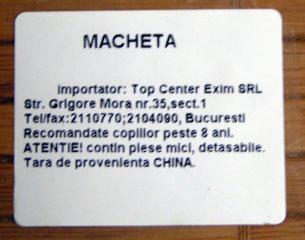 MACHETA
Importator: Top Center Exim SRL
Str. Grigore Mora nr.35,sect.1
Tel/fax:2110770;2104090, Bucuresti
Recomandate copiilor peste 8 ani.
ATENTIE! contin piese mici, detasabile.
Tara de provenienta CHINA.